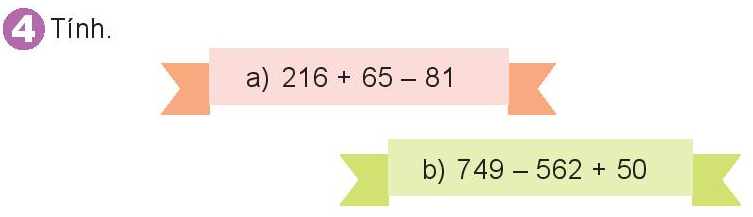 4 Tính.
a) 216 + 65 – 81
b) 749 – 562 + 50